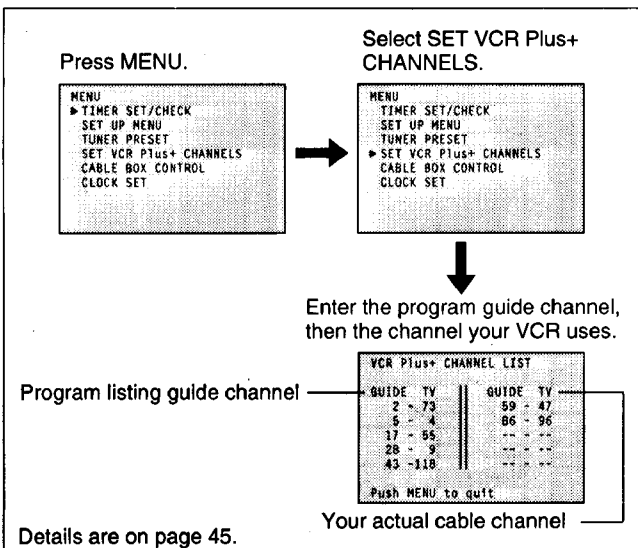 Press MENU.
MENU
TIMER SET/CHECK
SET UP MENU
TUNER PRESET
SET VCR Plus+ CHANNELS
CABLE BOX CONTROL
CLOCK SET
Select SET VCR Plus+
CHANNELS.
MENU
TIMER SET/CHECK
SET UP MENU
TUNER PRESET
SET VCR Plus+ CHANNELS
CABLE BOX CONTROL
CLOCK SET
Enter the program guide channel,
then the channel your VCR uses.
VCR Plus+ CHANNEL LIST
Program listing guide channel
GUIDE TV GUIDE TV
2 - 73 59 - 47
5 - 4 86 - 96
17 - 55 -- - --
28 - 9 -- - --
43 -118 -- - --
Push MENU to quit
Your actual cable channel
Details are on page 45.